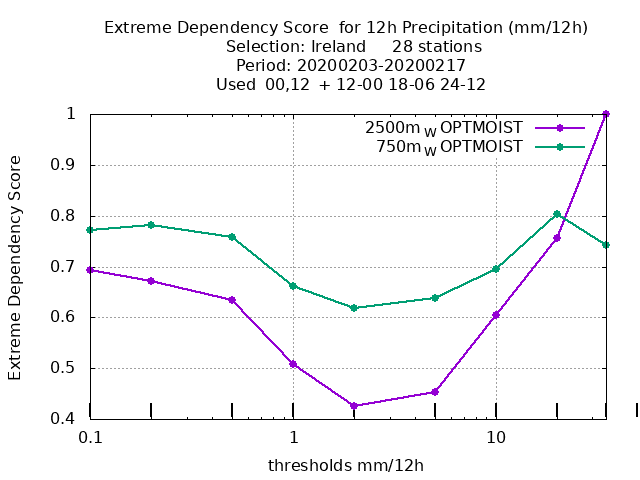 Extreme Dependency Score  for 12h Precipitation (mm/12h)
Selection: Ireland     28 stations
Period: 20200203-20200217
Used  00,12  + 12-00 18-06 24-12
2500m W OPTMOIST
750m W OPTMOIST
1
0.9
0.8
0.7
0.6
0.5
0.4
Extreme Dependency Score
0.1
1
10
thresholds mm/12h